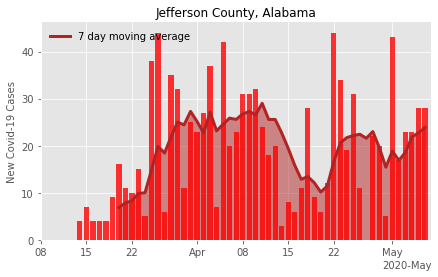 Jefferson County, Alabama
7 day moving average
New Covid-19 Cases
40
30
20
10
0
08 15 22 Apr 08 15 22 May
2020-May